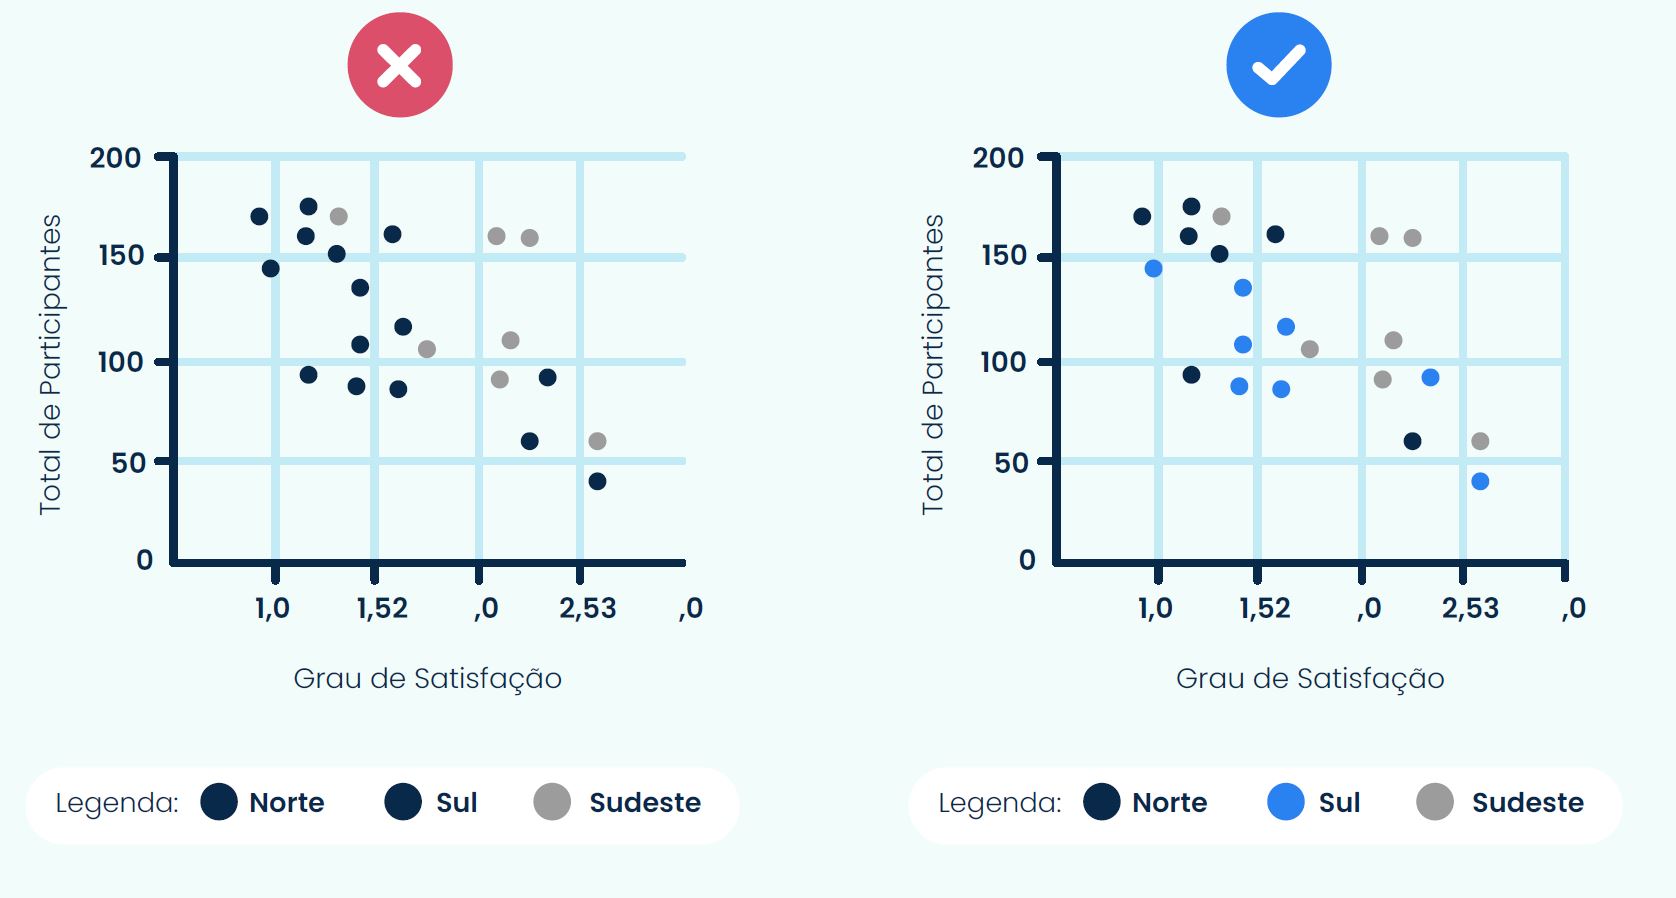 200
150
100
50
0
Total de Participantes
1,0 1,52 ,0 2,53 ,0
Grau de Satisfação
Legenda: Norte Sul Sudeste
200
150
100
50
0
Total de Participantes
1,0 1,52 ,0 2,53 ,0
Grau de Satisfação
Legenda: Norte Sul Sudeste